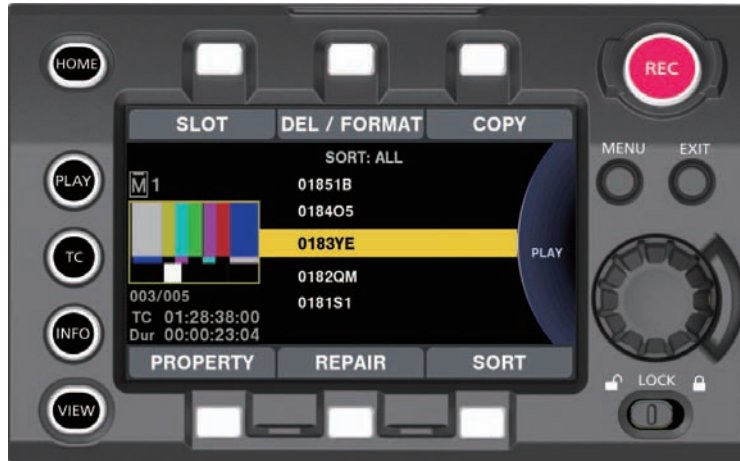 HOME
REC
SLOT DEL / FORMAT COPY
MENU EXIT
SORT: ALL
PLAY
M 1
01851B
0184O5
0183YE
PLAY
TC
0182QM
003/005
0181S1
TC 01:28:38:00
Dur 00:00:23:04
INFO
PROPERTY REPAIR SORT
LOCK
VIEW